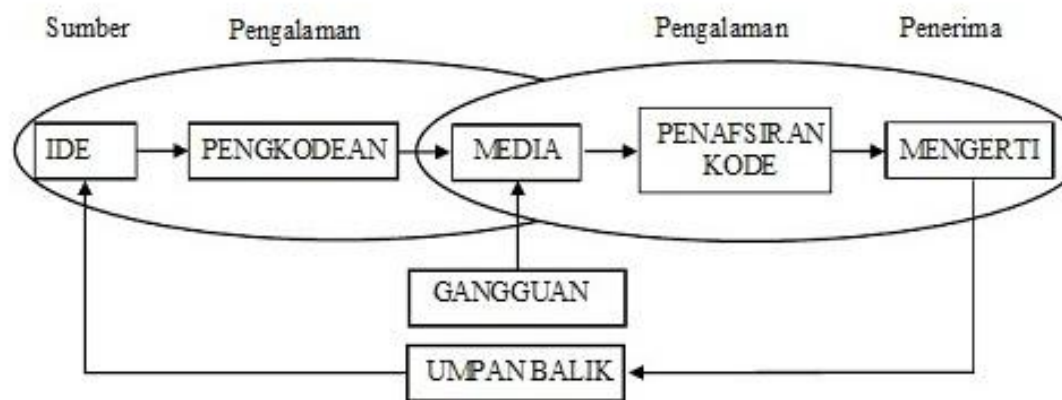 Sumber Pengalaman Pengalaman Penerima
IDE PENGKODEAN MEDIA PENAFSIRAN MENGERTI
KODE
GANGGUAN
UMPAN BALIK